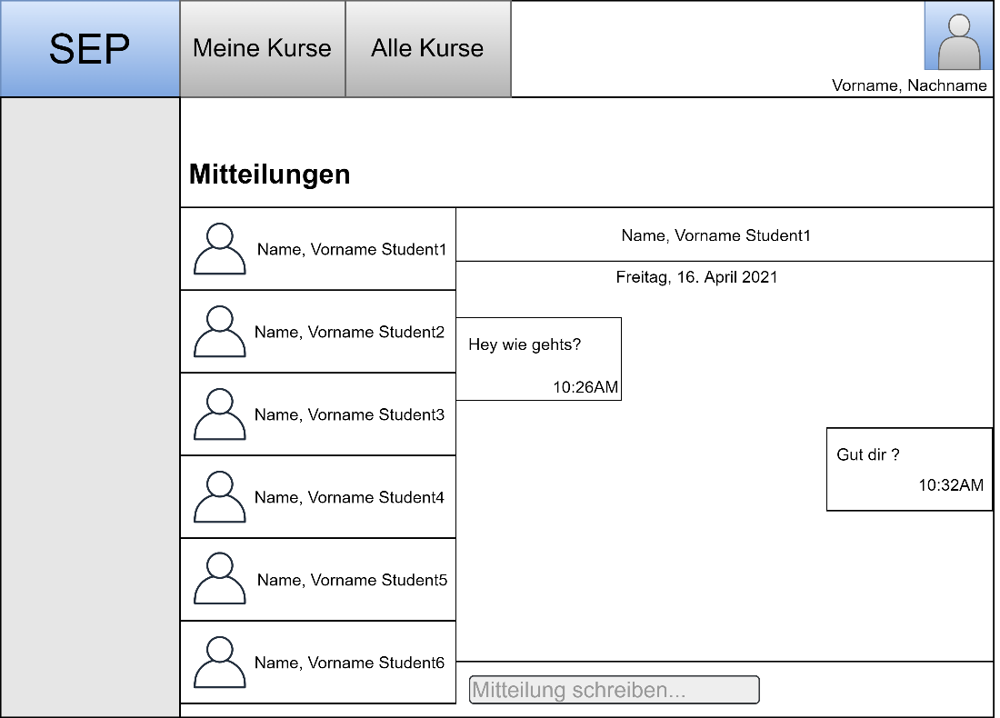 SEP
Meine Kurse
Alle Kurse
Vorname, Nachname
Mitteilungen
Name, Vorname Student1
Name, Vorname Student2
Name, Vorname Student3
Name, Vorname Student4
Name, Vorname Student5
Name, Vorname Student6
Name, Vorname Student1
Freitag, 16. April 2021
Hey wie gehts?
10:26AM
Gut dir ?
10:32AM
Mitteilung schreiben...